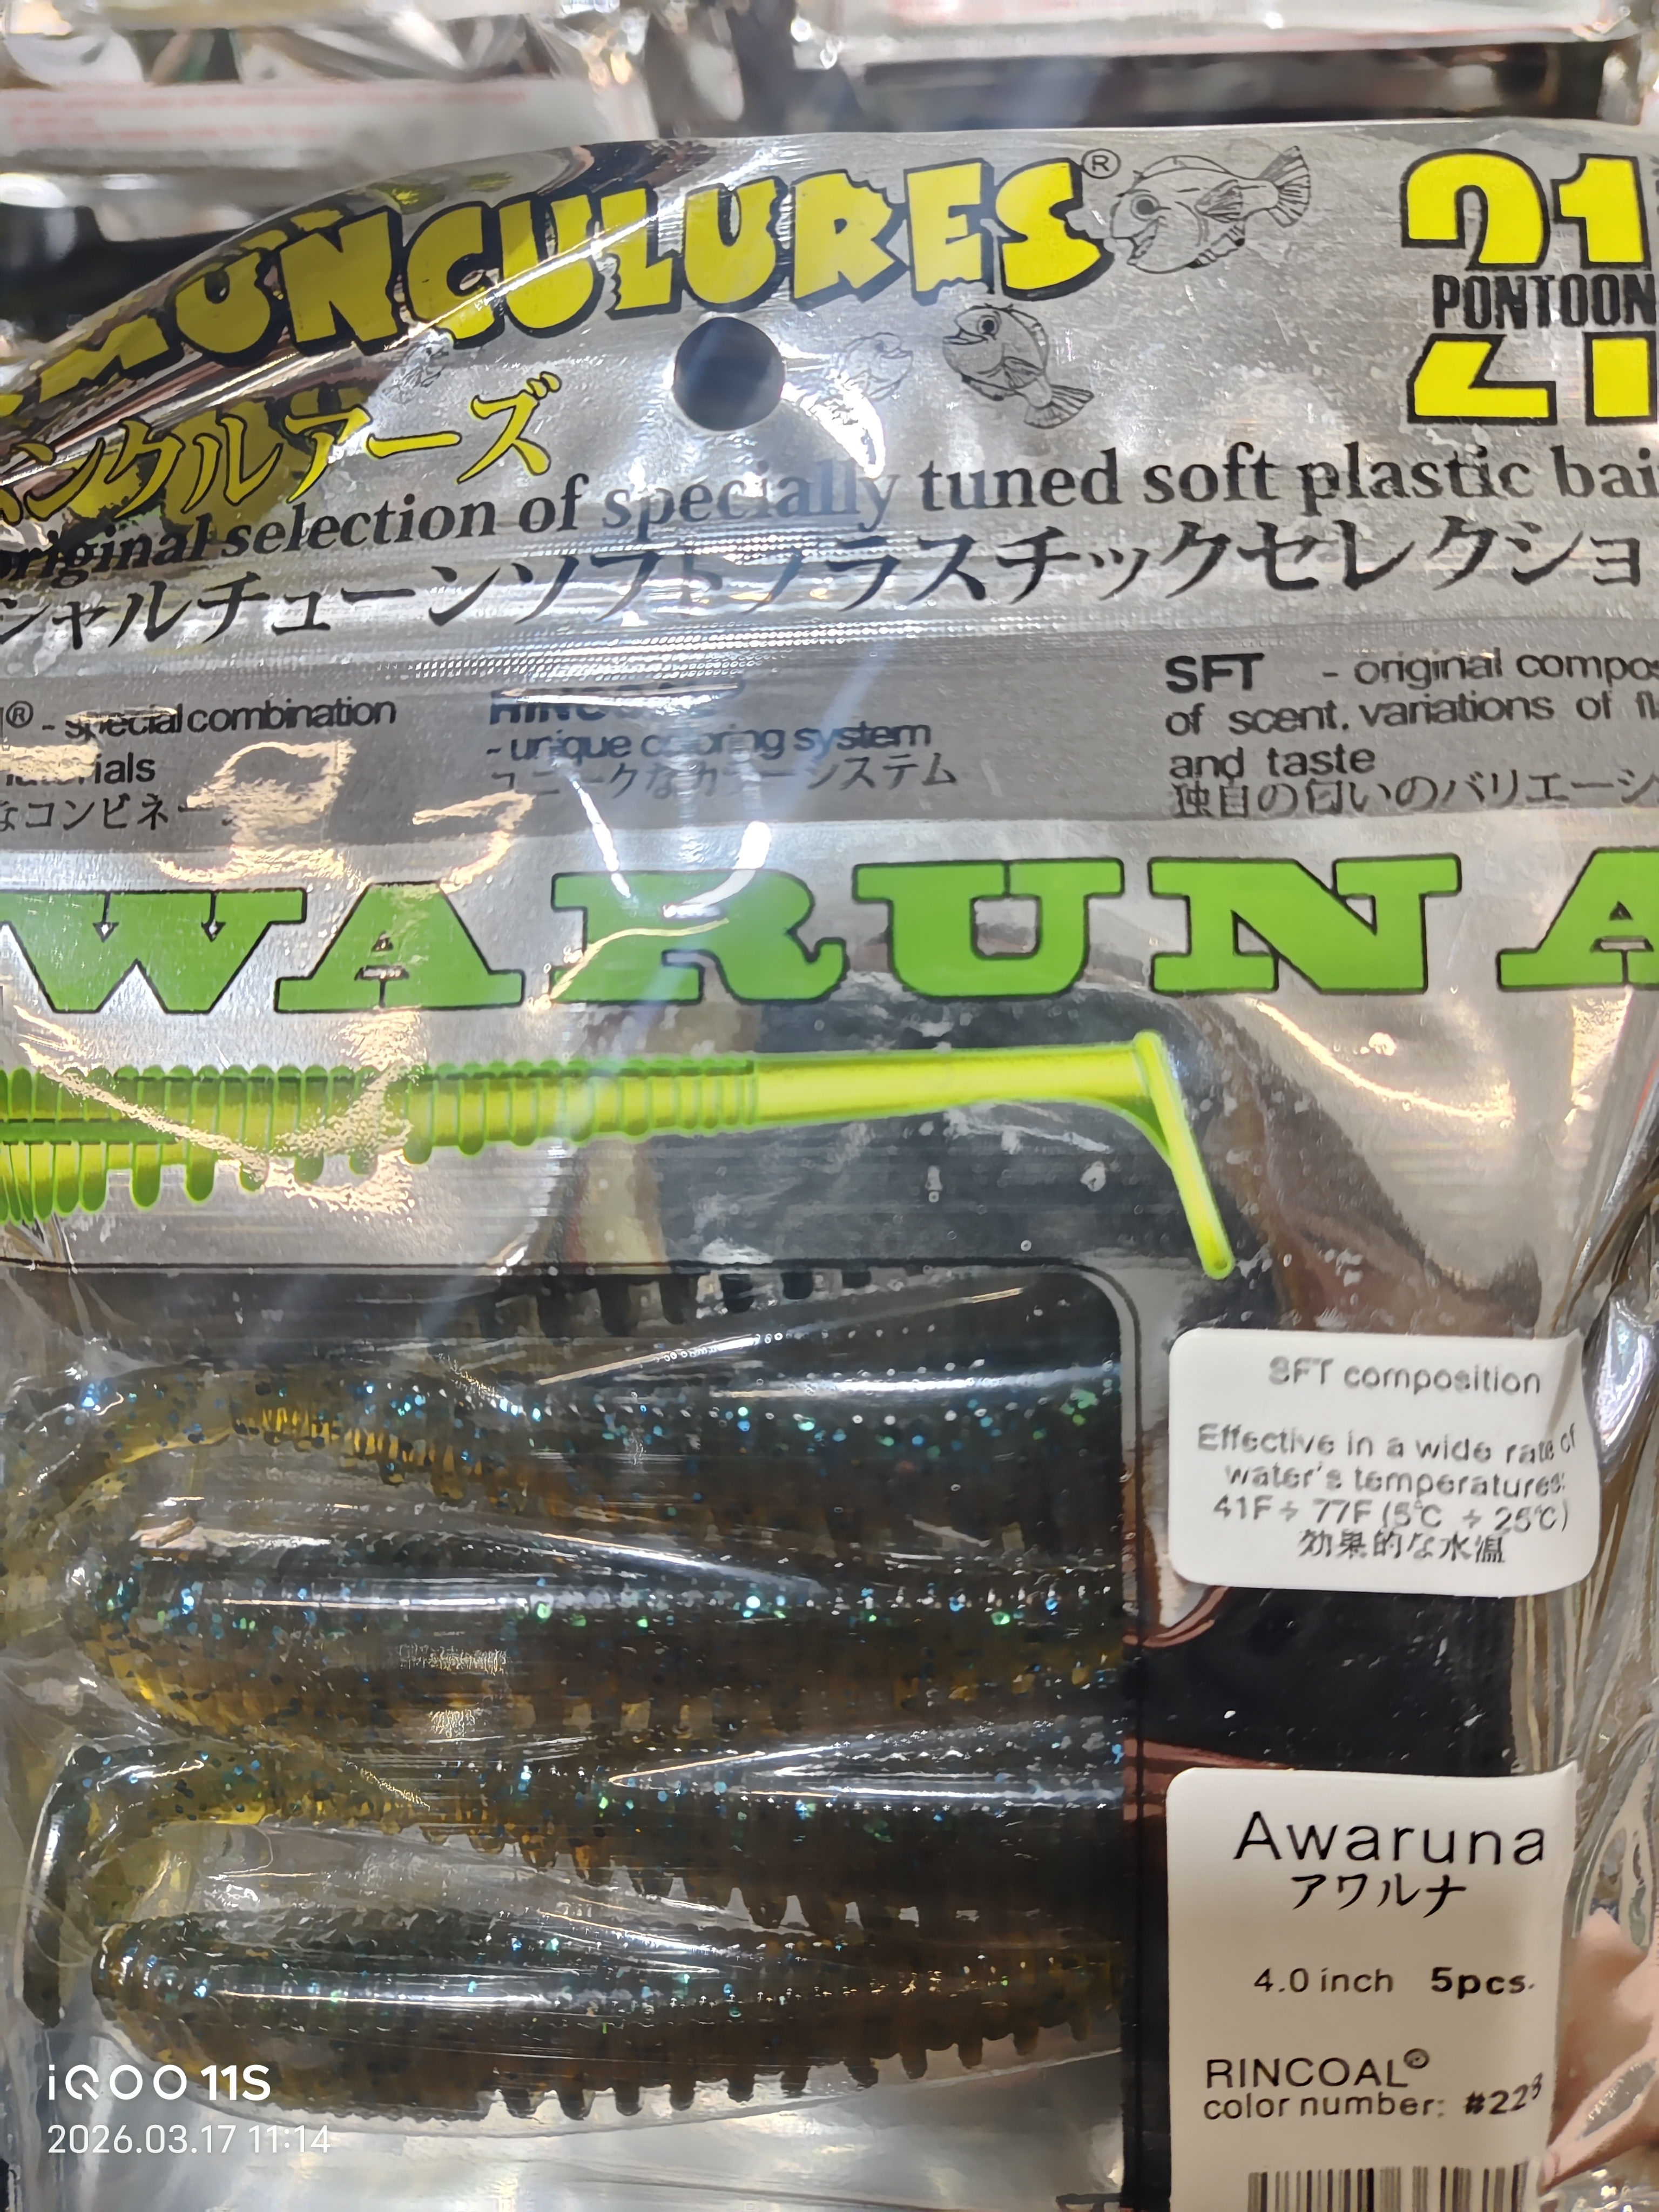 MUNCULURES®
21
PONTOON
21
ンクルアーズ
original selection of specially tuned soft plastic bai
シャルチューンソフトプラスチックセレクショ
® - special combination
なコンビネー
- unique coloring system
ユニークなカラーシステム
SFT - original compos
of scent, variations of fl
and taste
独自の匂いのバリエーシ
WARUNA
SFT composition
Effective in a wide rate of
water's temperatures:
41F÷77F (5°C ÷ 25°C)
効果的な水温
Awaruna
アワルナ
4.0 inch 5pcs.
RINCOAL®
color number: #223
iQOO 11S
2026.03.17 11:14